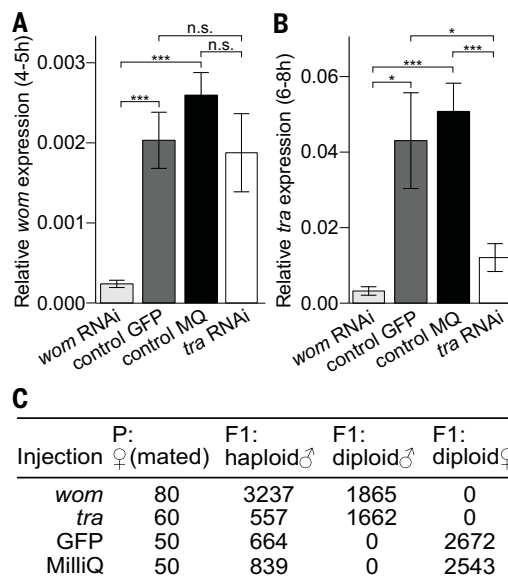 A
Relative wom expression (4-5h)
0.003
0.002
0.001
0.000
n.s.
***
n.s.
***
wom RNAi
control GFP
control MQ
tra RNAi
B
Relative tra expression (6-8h)
0.06
0.04
0.02
0.00
*
***
***
*
wom RNAi
control GFP
control MQ
tra RNAi
C
P: F1: F1: F1:
Injection ♀(mated) haploid♂ diploid♂ diploid♀
wom 80 3237 1865 0
tra 60 557 1662 0
GFP 50 664 0 2672
MilliQ 50 839 0 2543